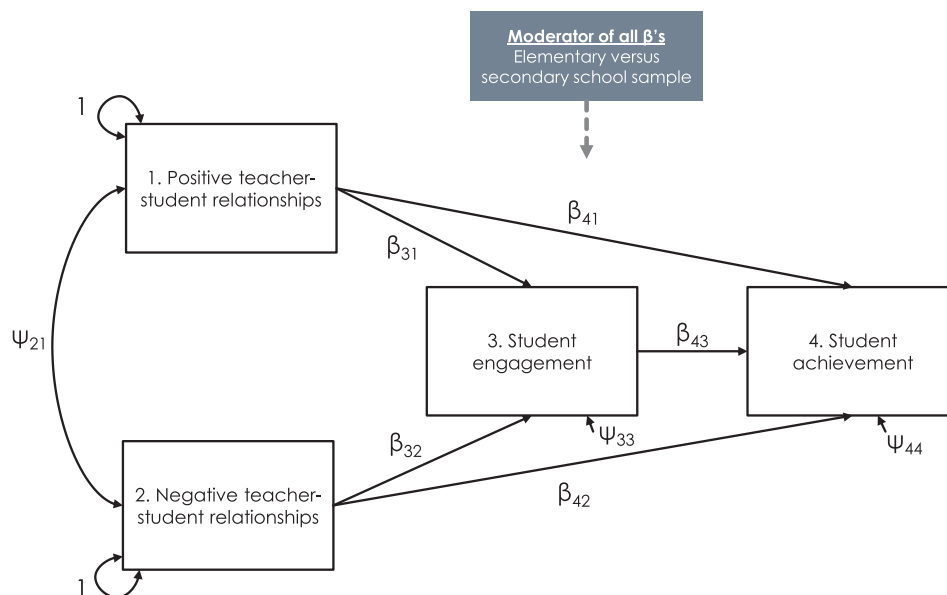 Moderator of all β's
Elementary versus
secondary school sample
1
1. Positive teacher-
student relationships
β41
β31
Ψ21
3. Student
engagement
β43
4. Student
achievement
β32
Ψ33
Ψ44
2. Negative teacher-
student relationships
β42
1